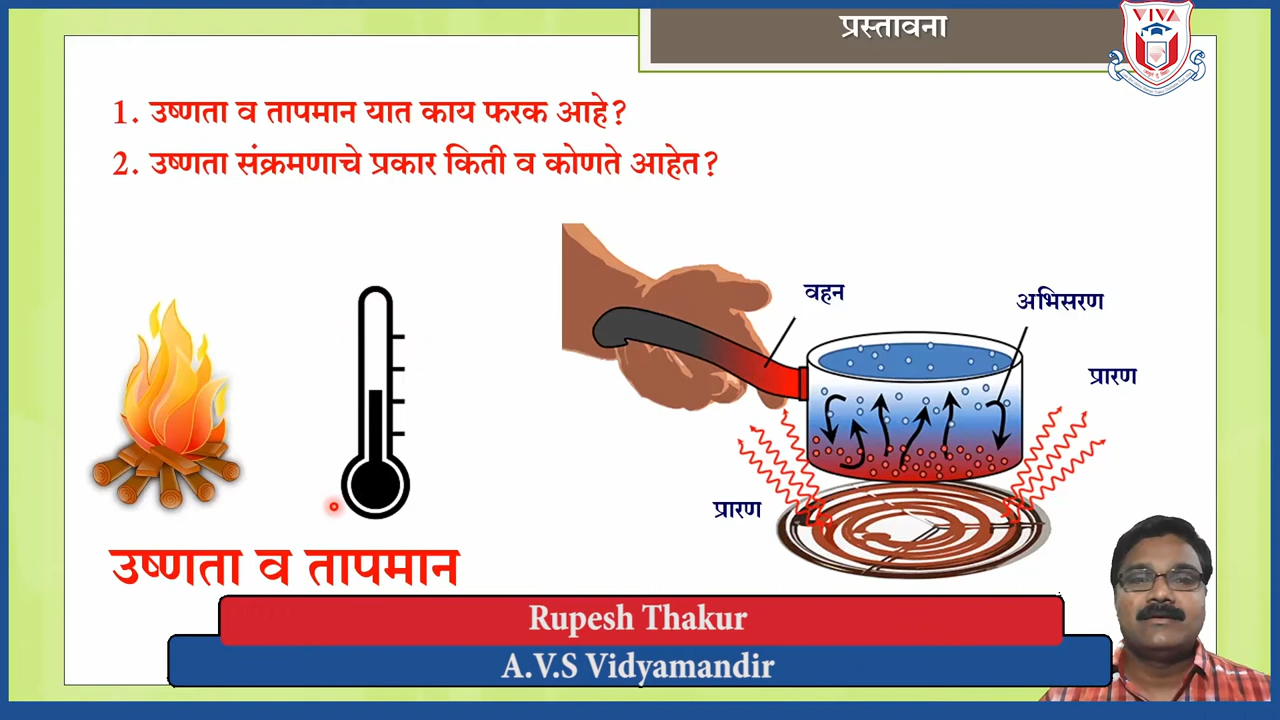 प्रस्तावना
VIVA
1. उष्णता व तापमान यात काय फरक आहे?
2. उष्णता संक्रमणाचे प्रकार किती व कोणते आहेत?
वहन
अभिसरण
प्रारण
प्रारण
उष्णता व तापमान
Rupesh Thakur
A.V.S Vidyamandir